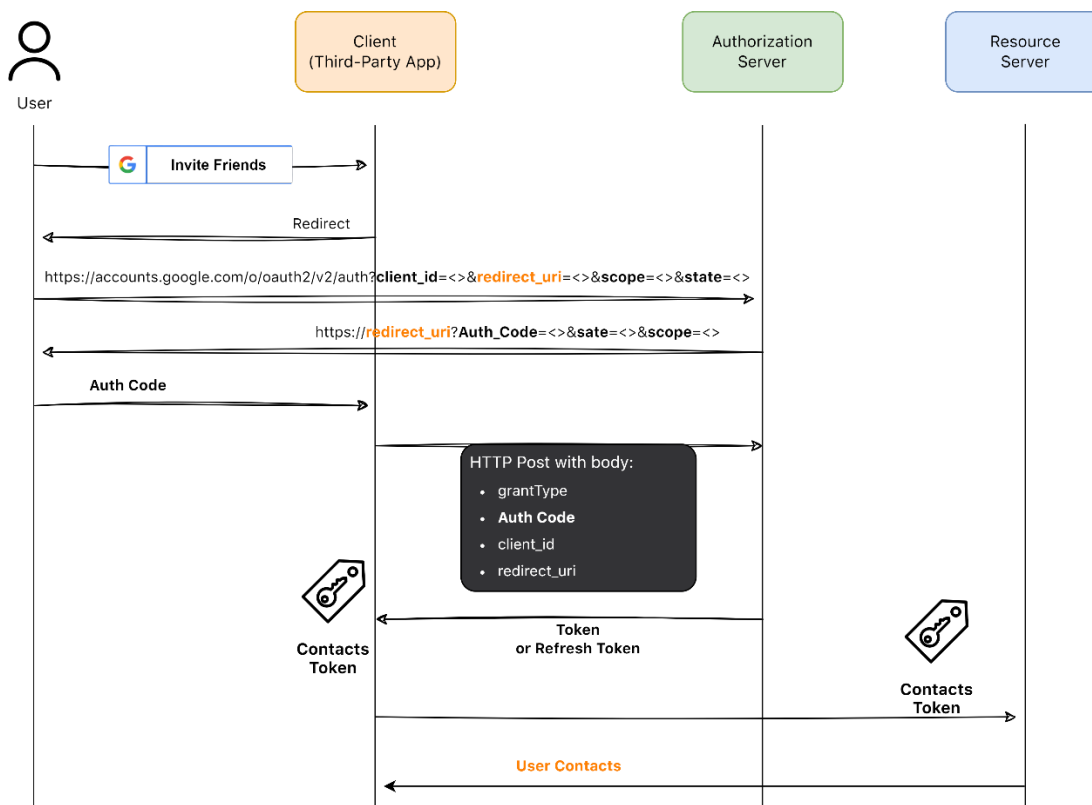 Client
(Third-Party App)
Authorization
Server
Resource
Server
User
G
Invite Friends
Redirect
https://accounts.google.com/o/oauth2/v2/auth?client_id=<>&redirect_uri=<>&scope=<>&state=<>
https://redirect_uri?Auth_Code=<>&sate=<>&scope=<>
Auth Code
HTTP Post with body:
• grantType
• Auth Code
• client_id
• redirect_uri
Contacts
Token
Token
or Refresh Token
Contacts
Token
User Contacts